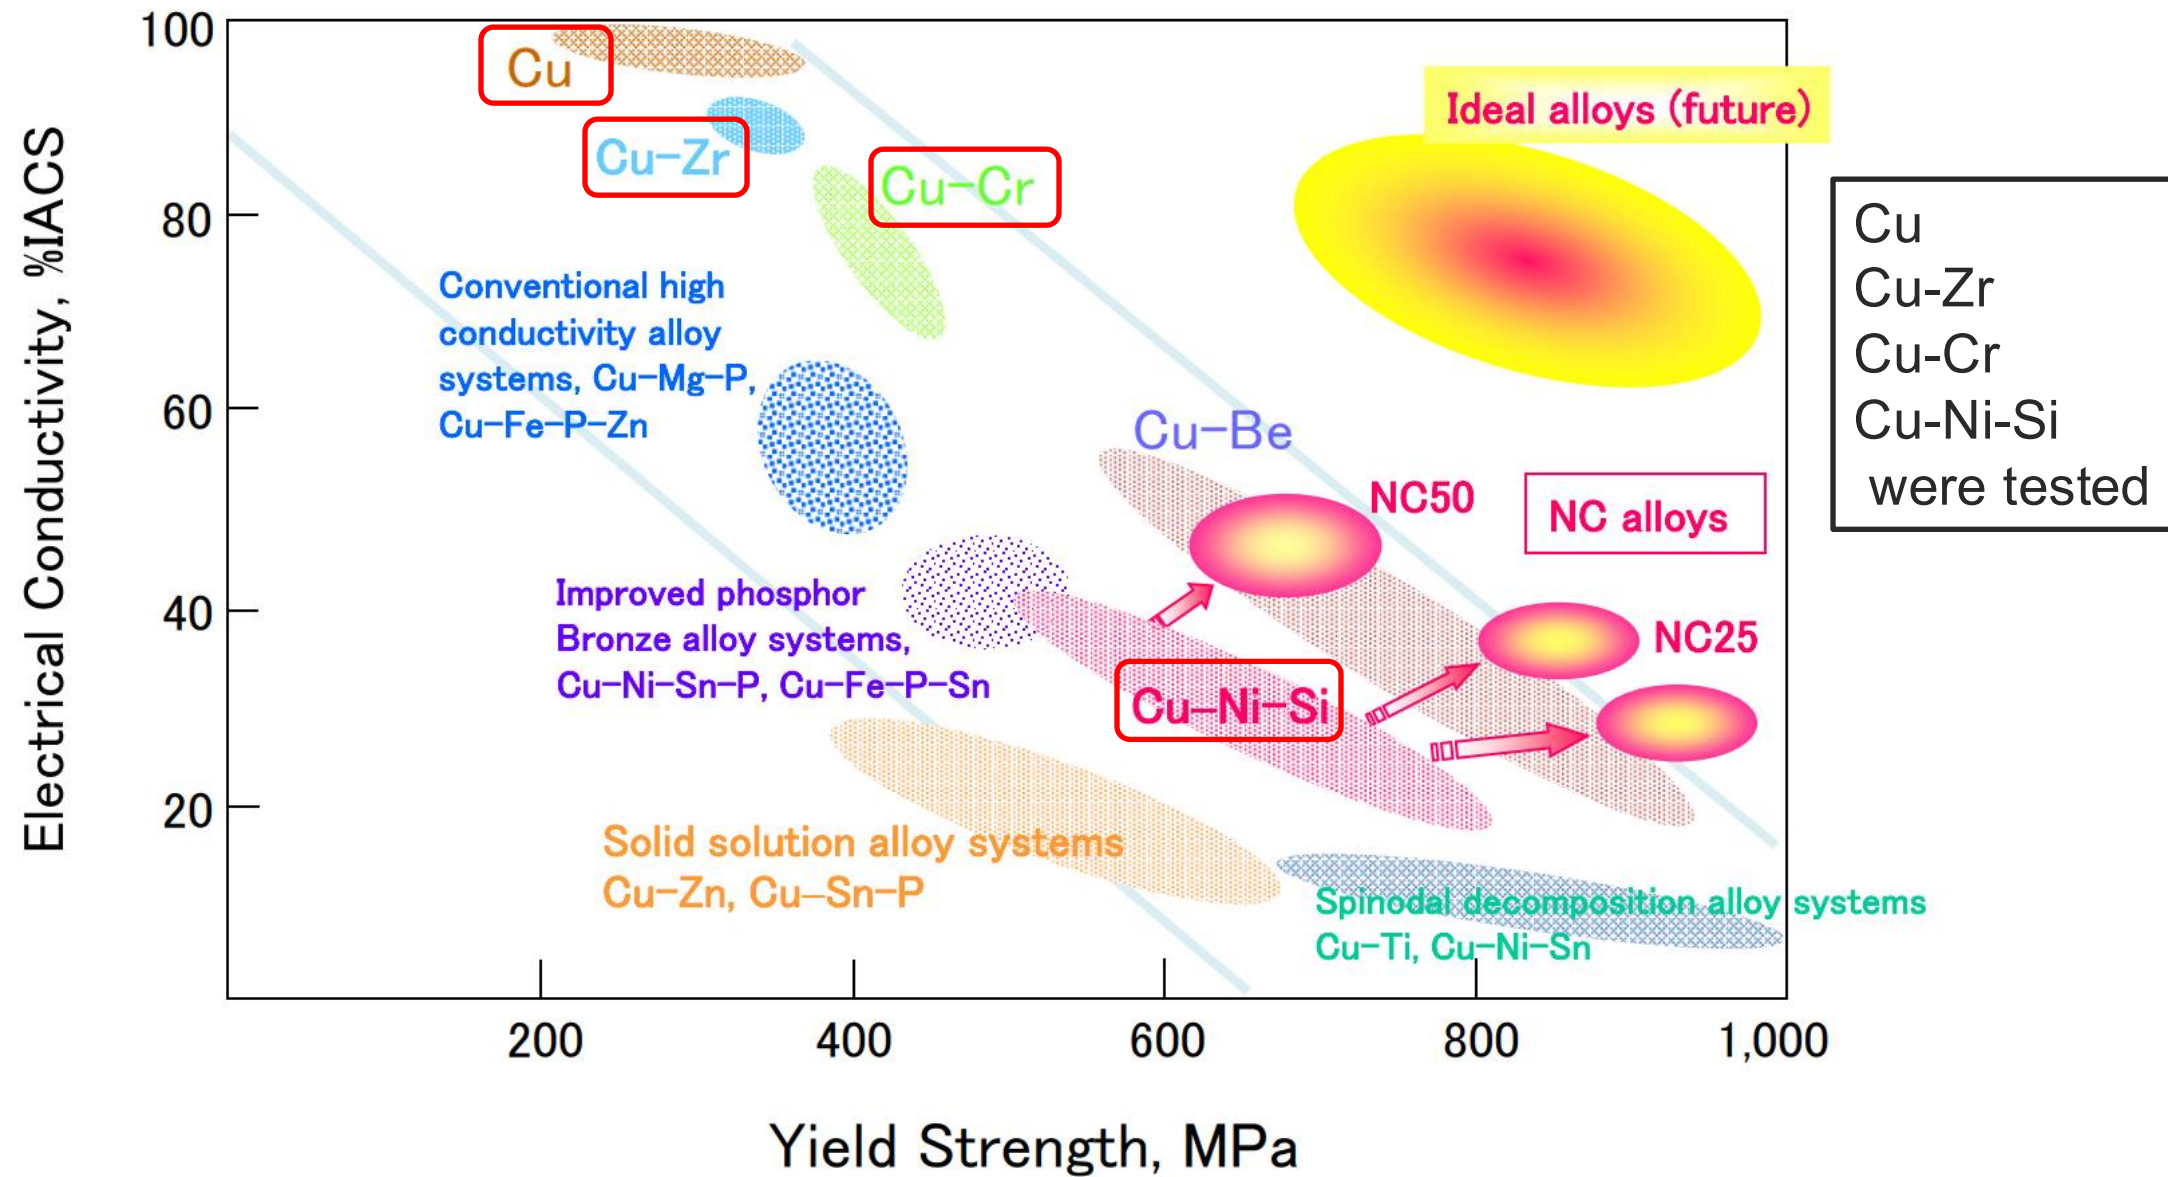 Electrical Conductivity, %IACS
100
80
60
40
20
Cu
Cu-Zr
Cu-Cr
Ideal alloys (future)
Conventional high
conductivity alloy
systems, Cu-Mg-P,
Cu-Fe-P-Zn
Cu-Be
NC50
NC alloys
Improved phosphor
Bronze alloy systems,
Cu-Ni-Sn-P, Cu-Fe-P-Sn
NC25
Cu-Ni-Si
Solid solution alloy systems
Cu-Zn, Cu-Sn-P
Spinodal decomposition alloy systems
Cu-Ti, Cu-Ni-Sn
200
400
600
800
1,000
Yield Strength, MPa
Cu
Cu-Zr
Cu-Cr
Cu-Ni-Si
were tested